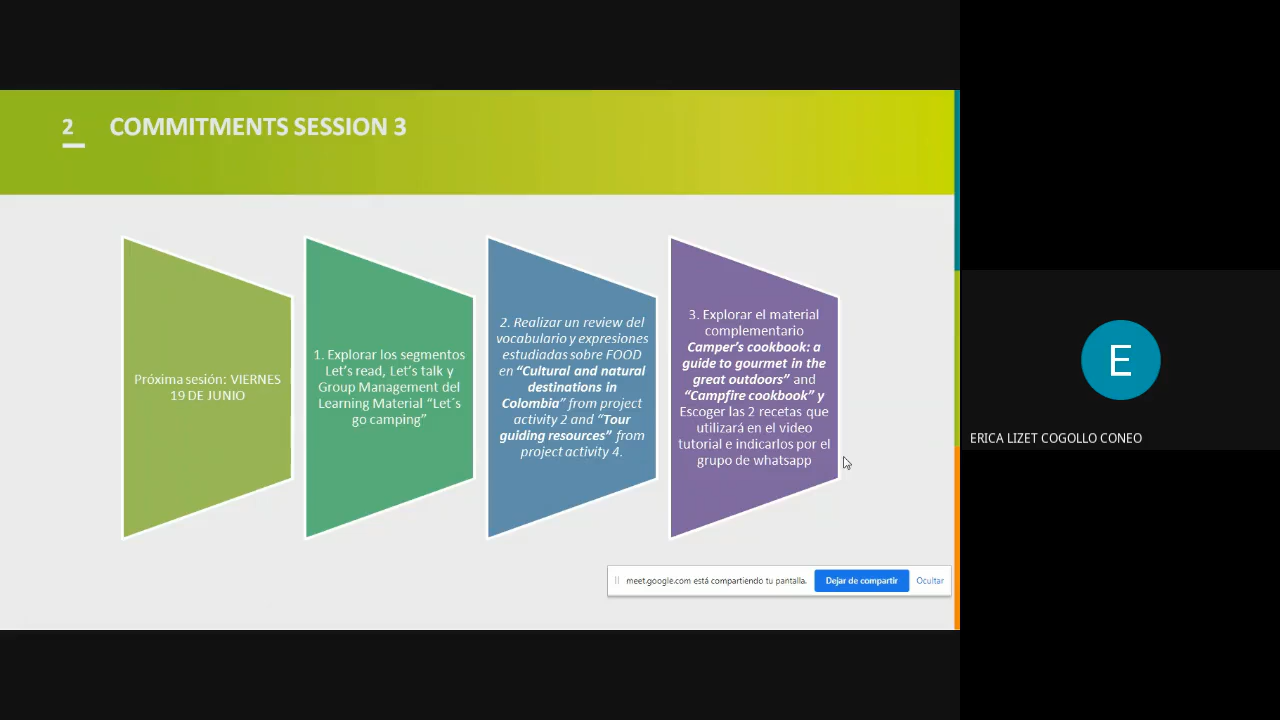 2
COMMITMENTS SESSION 3
Próxima sesión: VIERNES
19 DE JUNIO
1. Explorar los segmentos
Let's read, Let's talk y
Group Management del
Learning Material “Let´s
go camping”
2. Realizar un review del
vocabulario y expresiones
estudiadas sobre FOOD
en “Cultural and natural
destinations in
Colombia” from project
activity 2 and “Tour
guiding resources” from
project activity 4.
3. Explorar el material
complementario
Camper's cookbook: a
guide to gourmet in the
great outdoors” and
“Campfire cookbook” y
Escoger las 2 recetas que
utilizará en el video
tutorial e indicarlos por el
grupo de whatsapp
meet.google.com está compartiendo tu pantalla.
Dejar de compartir
Ocultar
E
ERICA LIZET COGOLLO CONEO